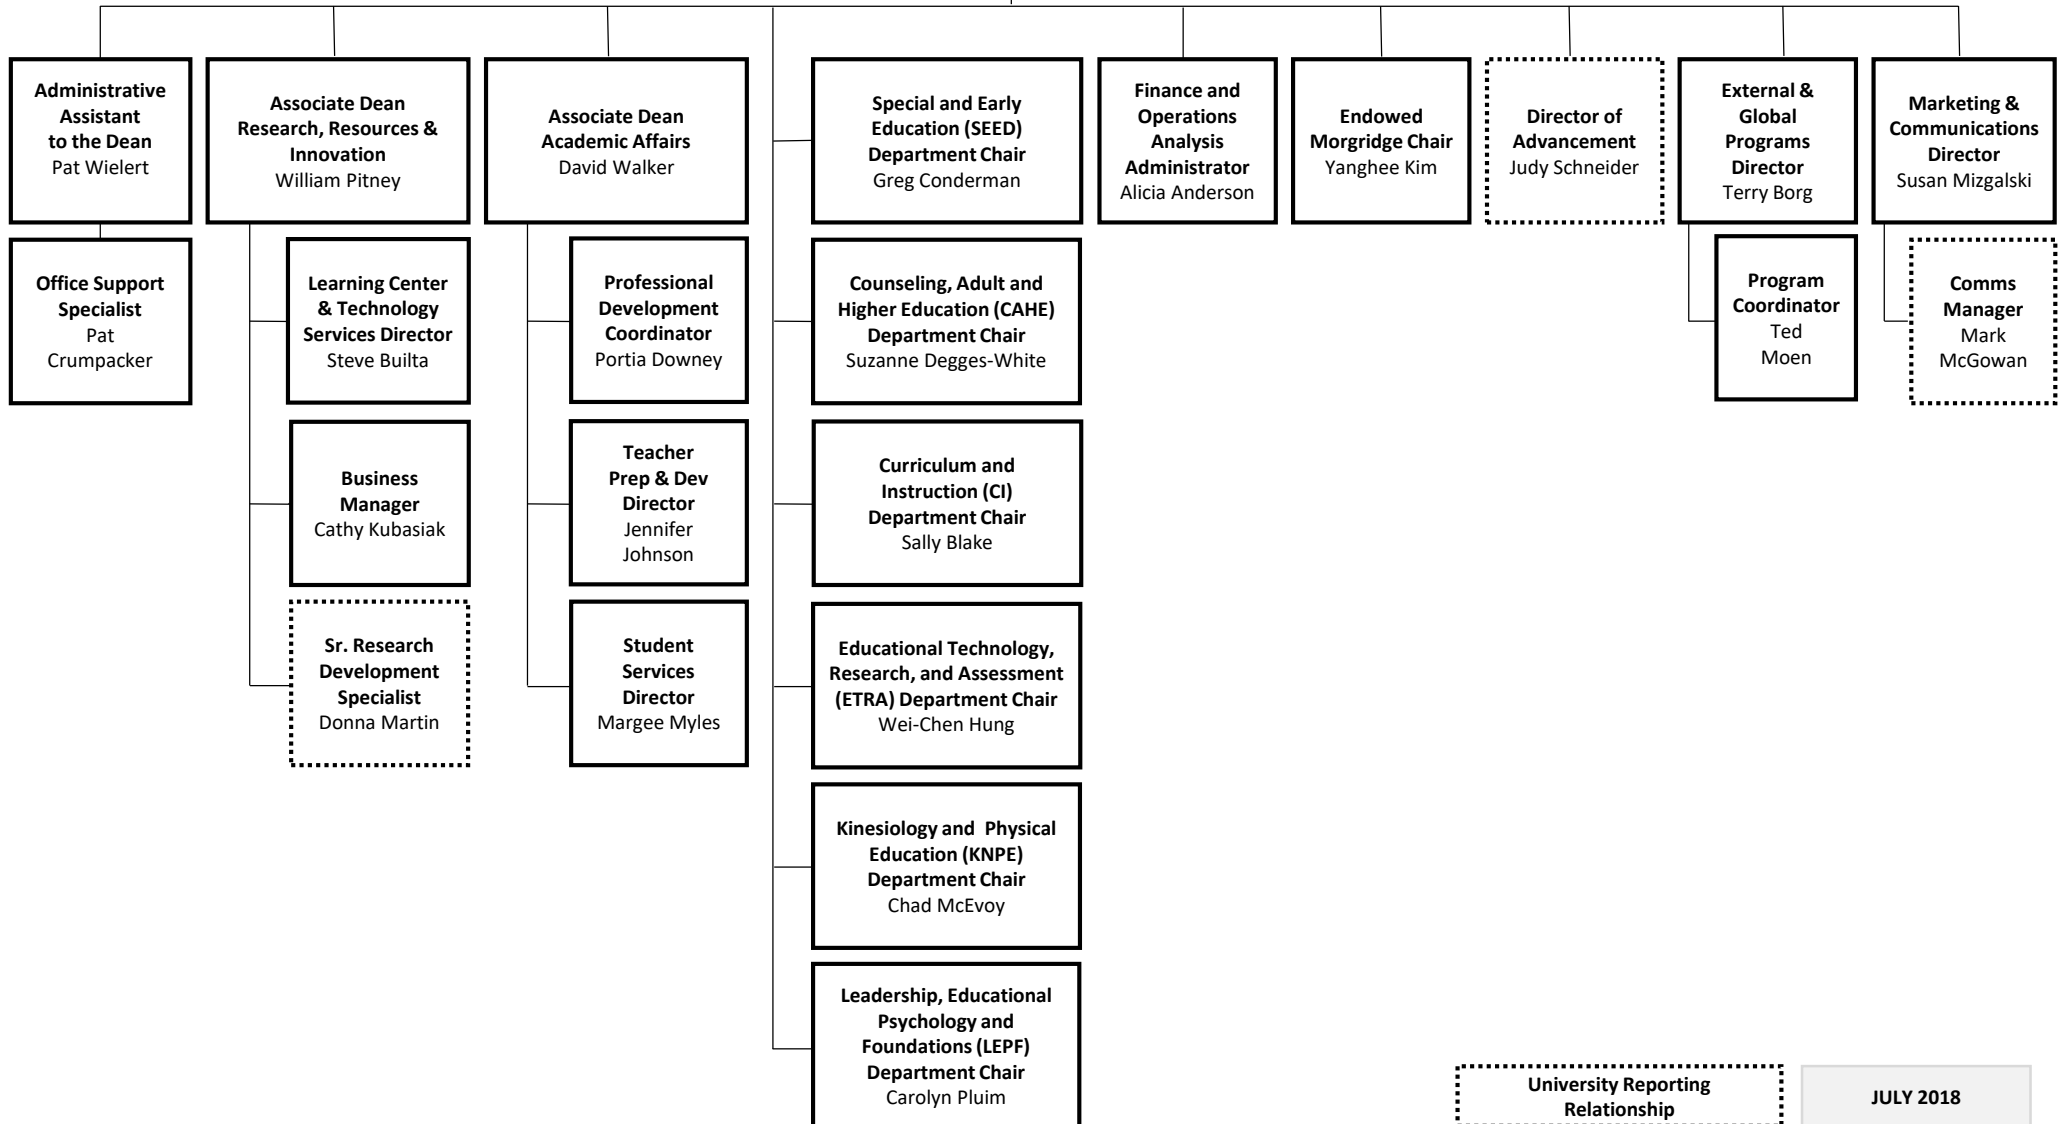 Administrative
Assistant
to the Dean
Pat Wielert
Office Support
Specialist
Pat
Crumpacker
Associate Dean
Research, Resources &
Innovation
William Pitney
Learning Center
& Technology
Services Director
Steve Builta
Business
Manager
Cathy Kubasiak
Sr. Research
Development
Specialist
Donna Martin
Associate Dean
Academic Affairs
David Walker
Professional
Development
Coordinator
Portia Downey
Teacher
Prep & Dev
Director
Jennifer
Johnson
Student
Services
Director
Margee Myles
Special and Early
Education (SEED)
Department Chair
Greg Conderman
Counseling, Adult and
Higher Education (CAHE)
Department Chair
Suzanne Degges-White
Curriculum and
Instruction (CI)
Department Chair
Sally Blake
Educational Technology,
Research, and Assessment
(ETRA) Department Chair
Wei-Chen Hung
Kinesiology and Physical
Education (KNPE)
Department Chair
Chad McEvoy
Leadership, Educational
Psychology and
Foundations (LEPF)
Department Chair
Carolyn Pluim
Finance and
Operations
Analysis
Administrator
Alicia Anderson
Endowed
Morgridge Chair
Yanghee Kim
Director of
Advancement
Judy Schneider
External &
Global
Programs
Director
Terry Borg
Program
Coordinator
Ted
Moen
Marketing &
Communications
Director
Susan Mizgalski
Comms
Manager
Mark
McGowan
University Reporting
Relationship
JULY 2018